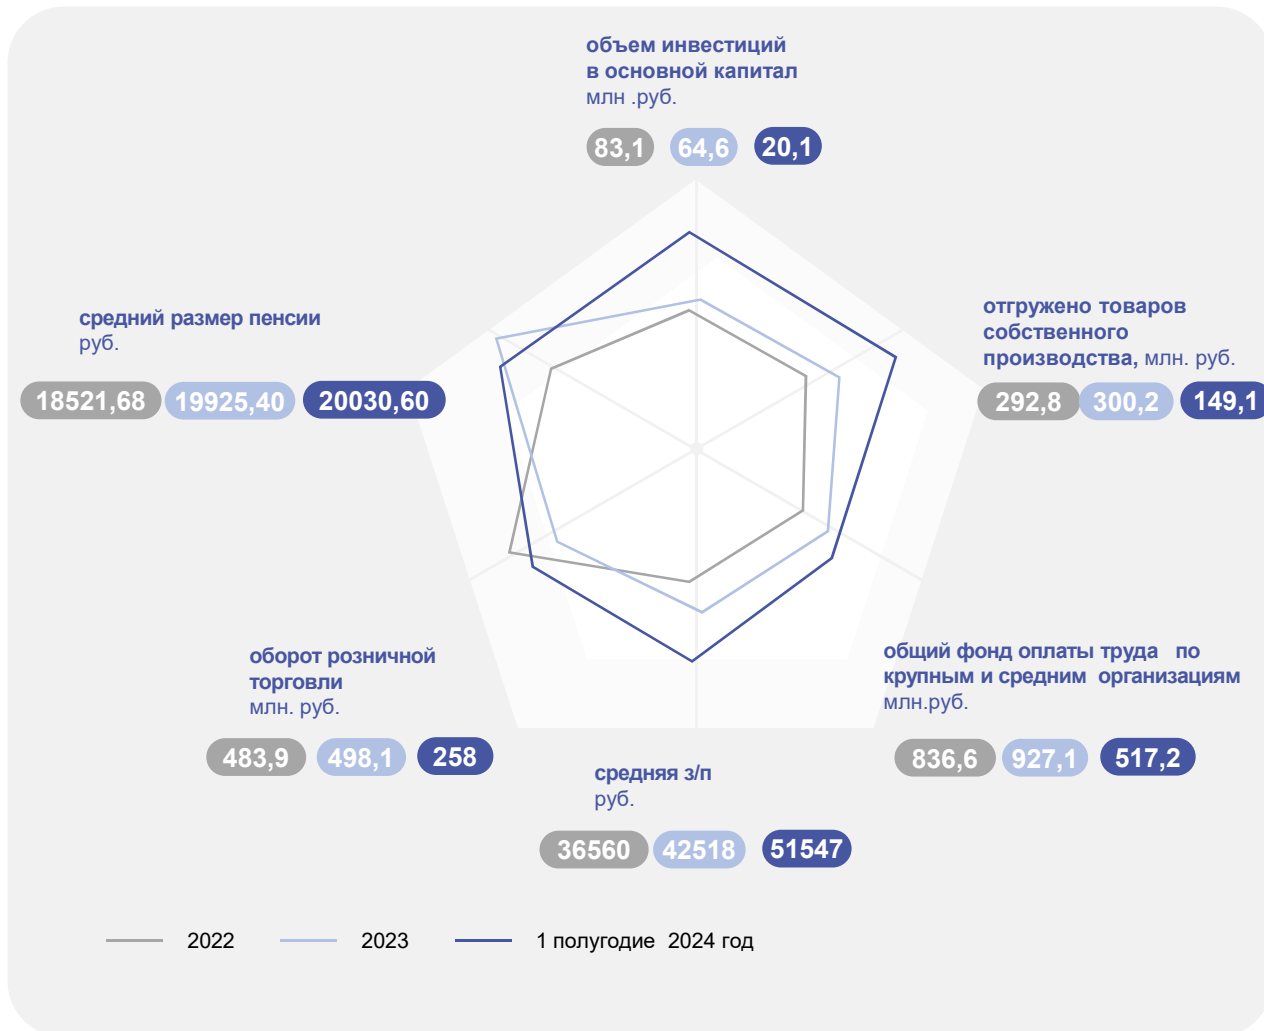 объем инвестиций
в основной капитал
млн .руб.
83,1 64,6 20,1
средний размер пенсии
руб.
18521,68 19925,40 20030,60
отгружено товаров
собственного
производства, млн. руб.
292,8 300,2 149,1
оборот розничной
торговли
млн. руб.
483,9 498,1 258
общий фонд оплаты труда по
крупным и средним организациям
млн.руб.
836,6 927,1 517,2
средняя з/п
руб.
36560 42518 51547
2022 2023 1 полугодие 2024 год